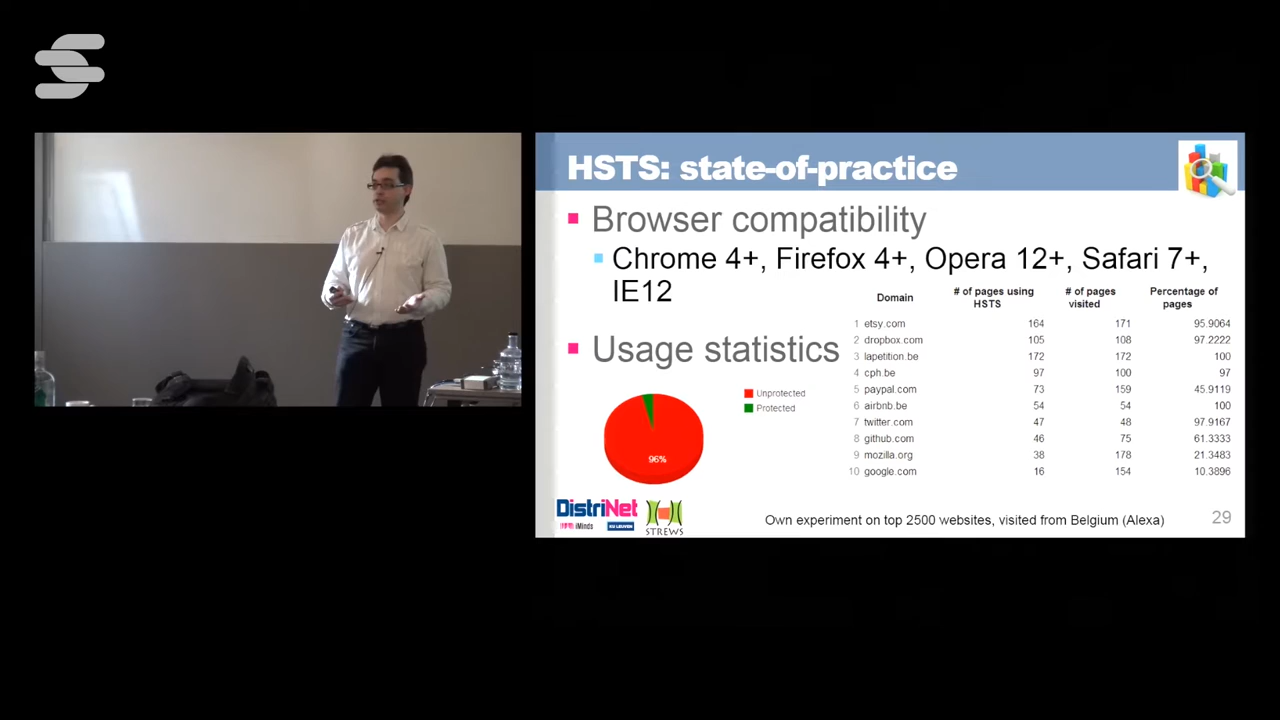 HSTS: state-of-practice
Browser compatibility
Chrome 4+, Firefox 4+, Opera 12+, Safari 7+,
IE12
Usage statistics
Domain # of pages using HSTS # of pages visited Percentage of pages
1 etsy.com 164 171 95.9064
2 dropbox.com 105 108 97.2222
3 lapetition.be 172 172 100
4 cph.be 97 100 97
5 paypal.com 73 159 45.9119
6 airbnb.be 54 54 100
7 twitter.com 47 48 97.9167
8 github.com 46 75 61.3333
9 mozilla.org 38 178 21.3483
10 google.com 16 154 10.3896
Unprotected
Protected
96%
DistriNet
iMinds KU LEUVEN
STREWS
Own experiment on top 2500 websites, visited from Belgium (Alexa)
29